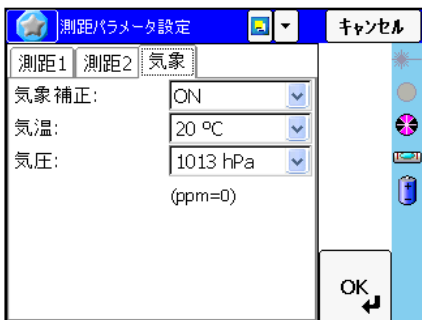 測距パラメータ設定
キャンセル
測距1 測距2 気象
気象補正: ON
気温: 20 ºC
気圧: 1013 hPa
(ppm=0)
OK